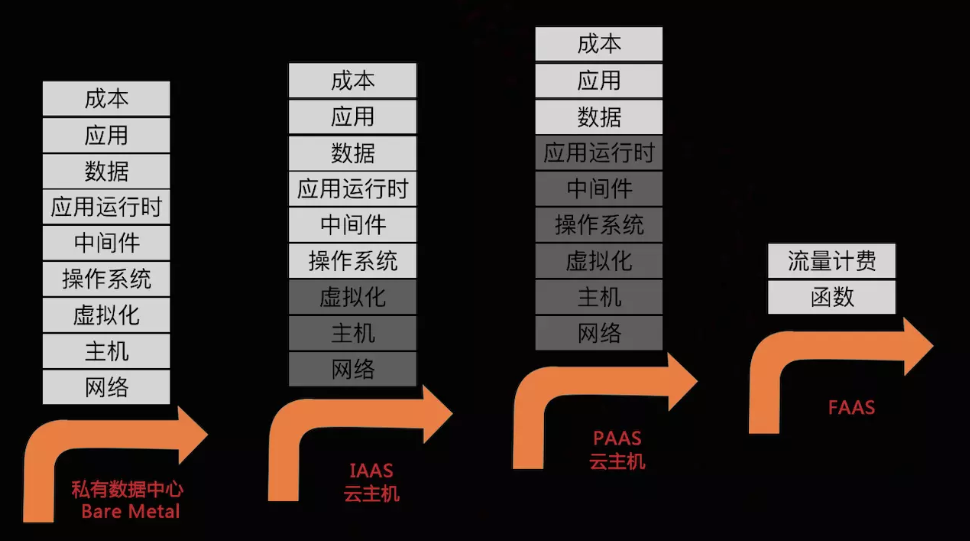 成本
应用
数据
应用运行时
中间件
操作系统
虚拟化
主机
网络
私有数据中心
Bare Metal
成本
应用
数据
应用运行时
中间件
操作系统
虚拟化
主机
网络
IAAS
云主机
成本
应用
数据
应用运行时
中间件
操作系统
虚拟化
主机
网络
PAAS
云主机
流量计费
函数
FAAS